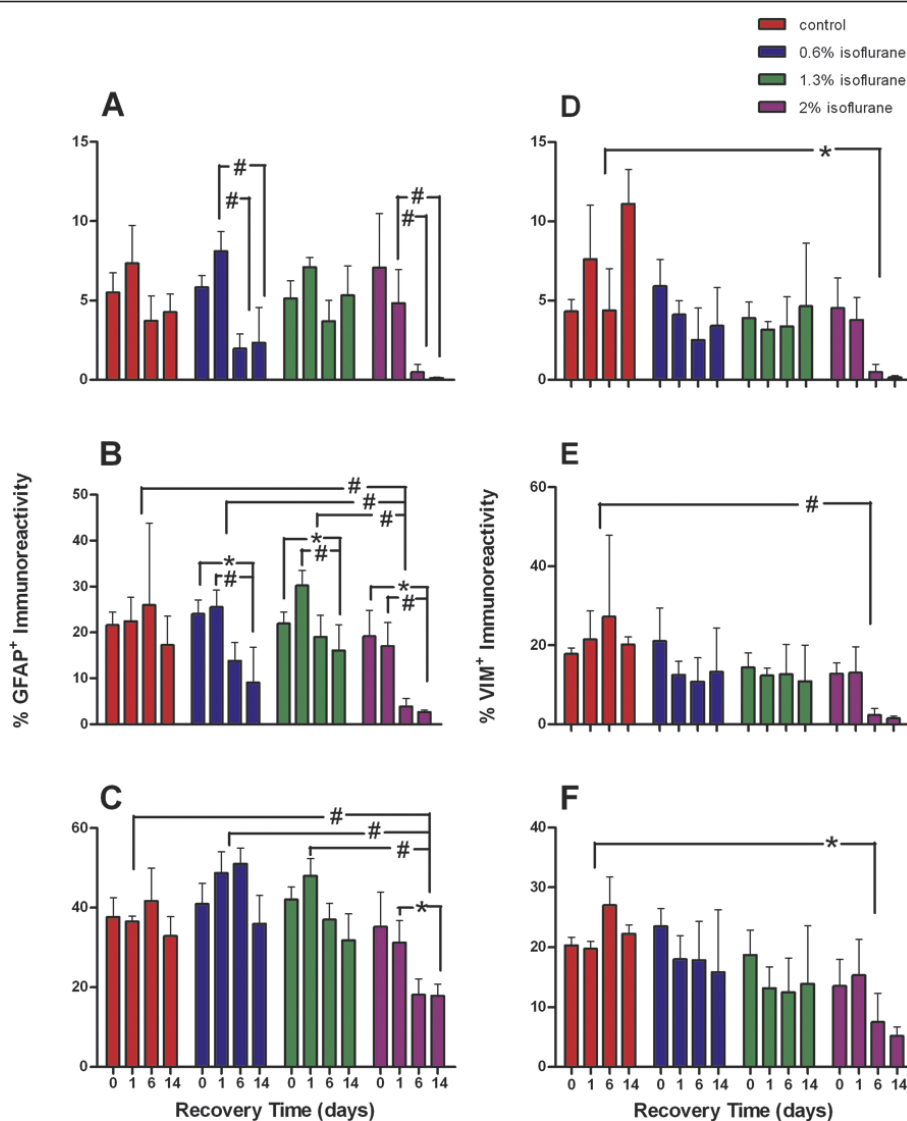 control
0.6% isoflurane
1.3% isoflurane
2% isoflurane
A
15
10
5
0
#
#
#
#
D
15
10
5
0
*
B
50
40
30
20
10
0
#
#
#
*
#
*
#
*
#
% GFAP+ Immunoreactivity
E
60
40
20
0
#
% VIM+ Immunoreactivity
C
60
40
20
0
#
#
#
*
0 1 6 14 0 1 6 14 0 1 6 14 0 1 6 14
Recovery Time (days)
F
40
30
20
10
0
*
0 1 6 14 0 1 6 14 0 1 6 14 0 1 6 14
Recovery Time (days)